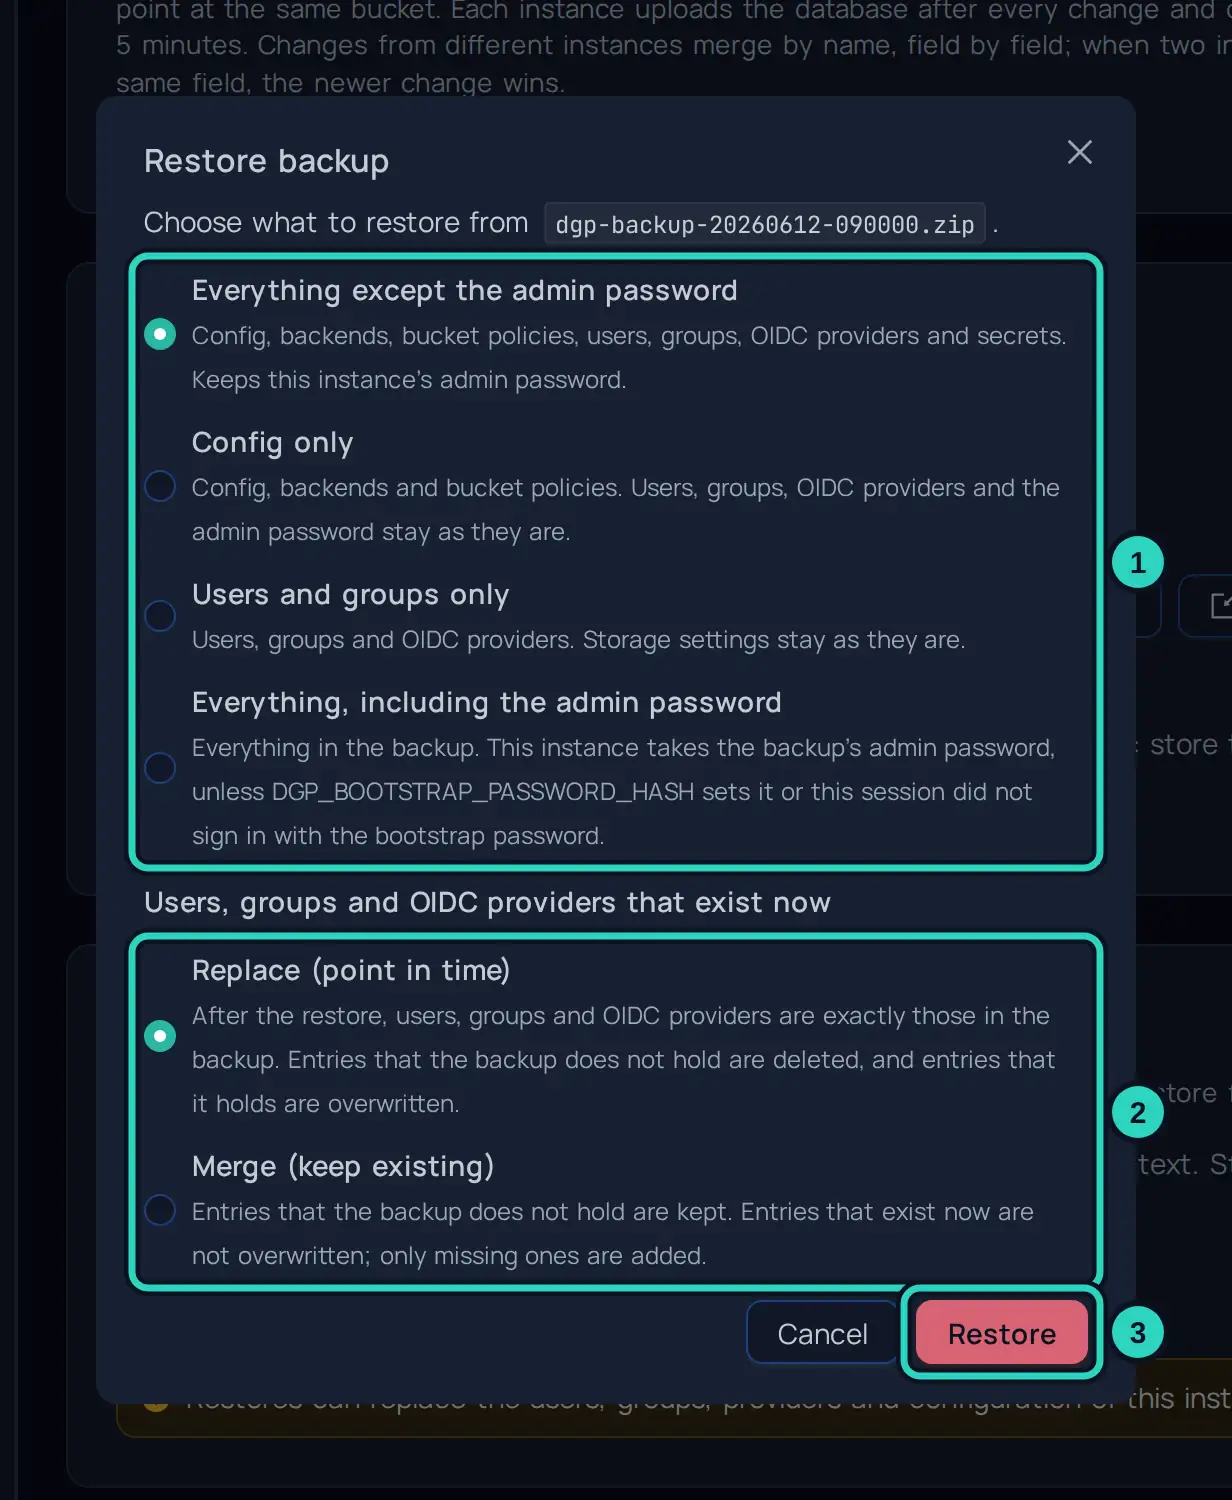 point at the same bucket. Each instance uploads the database after every change and
5 minutes. Changes from different instances merge by name, field by field; when two
same field, the newer change wins.
Restore backup
Choose what to restore from dgp-backup-20260612-090000.zip .
Everything except the admin password
Config, backends, bucket policies, users, groups, OIDC providers and secrets.
Keeps this instance's admin password.
Config only
Config, backends and bucket policies. Users, groups, OIDC providers and the
admin password stay as they are.
1
Users and groups only
Users, groups and OIDC providers. Storage settings stay as they are.
Everything, including the admin password
store
Everything in the backup. This instance takes the backup's admin password,
unless DGP_BOOTSTRAP_PASSWORD_HASH sets it or this session did not
sign in with the bootstrap password.
Users, groups and OIDC providers that exist now
Replace (point in time)
After the restore, users, groups and OIDC providers are exactly those in the
backup. Entries that the backup does not hold are deleted, and entries that
it holds are overwritten.
2
Merge (keep existing)
text.
Entries that the backup does not hold are kept. Entries that exist now are
not overwritten; only missing ones are added.
Cancel
Restore
3
Restores can replace the users, groups, providers and configuration of this